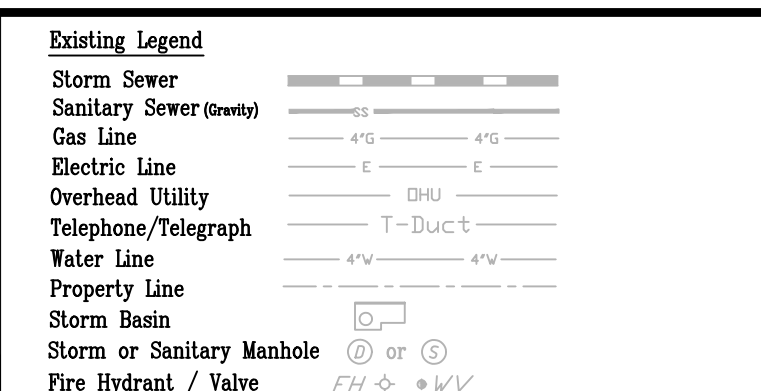 Existing Legend
Storm Sewer
Sanitary Sewer (Gravity) SS
Gas Line 4"G 4"G
Electric Line E E
Overhead Utility OHU
Telephone/Telegraph T-Duct
Water Line 4"W 4"W
Property Line
Storm Basin
Storm or Sanitary Manhole D or S
Fire Hydrant / Valve FH WV